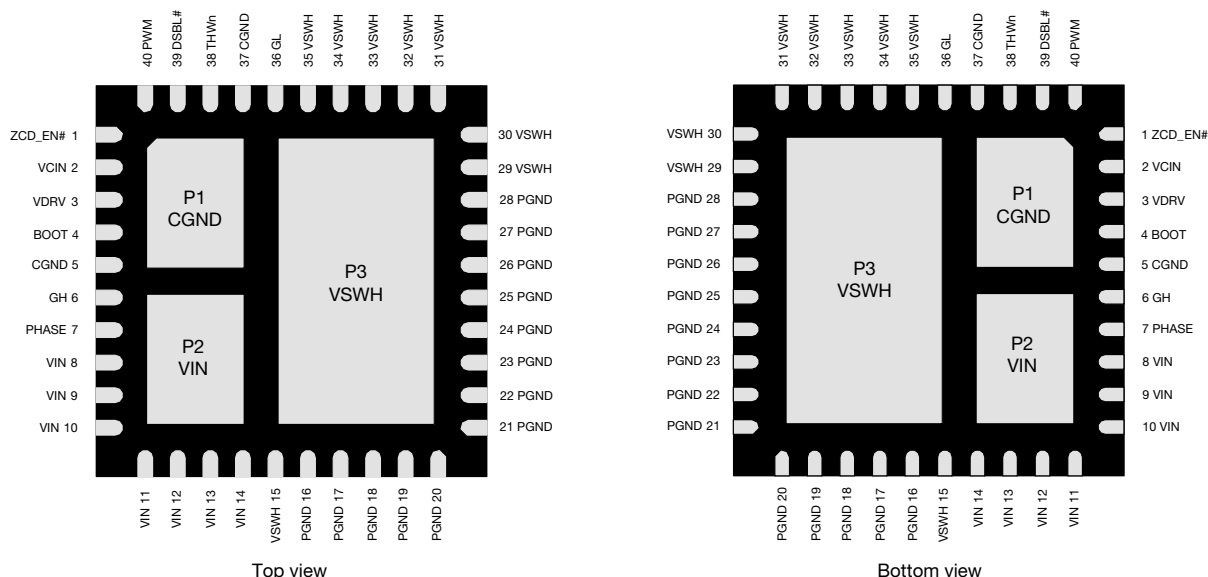 40 PWM
39 DSBL#
38 THWn
37 CGND
36 GL
35 VSWH
34 VSWH
33 VSWH
32 VSWH
31 VSWH
ZCD_EN# 1
VCIN 2
VDRV 3
BOOT 4
CGND 5
GH 6
PHASE 7
VIN 8
VIN 9
VIN 10
P1
CGND
P2
VIN
P3
VSWH
30 VSWH
29 VSWH
28 PGND
27 PGND
26 PGND
25 PGND
24 PGND
23 PGND
22 PGND
21 PGND
VIN 11
VIN 12
VIN 13
VIN 14
VSWH 15
PGND 16
PGND 17
PGND 18
PGND 19
PGND 20
Top view
31 VSWH
32 VSWH
33 VSWH
34 VSWH
35 VSWH
36 GL
37 CGND
38 THWn
39 DSBL#
40 PWM
VSWH 30
VSWH 29
PGND 28
PGND 27
PGND 26
PGND 25
PGND 24
PGND 23
PGND 22
PGND 21
P3
VSWH
P1
CGND
P2
VIN
1 ZCD_EN#
2 VCIN
3 VDRV
4 BOOT
5 CGND
6 GH
7 PHASE
8 VIN
9 VIN
10 VIN
PGND 20
PGND 19
PGND 18
PGND 17
PGND 16
VSWH 15
VIN 14
VIN 13
VIN 12
VIN 11
Bottom view